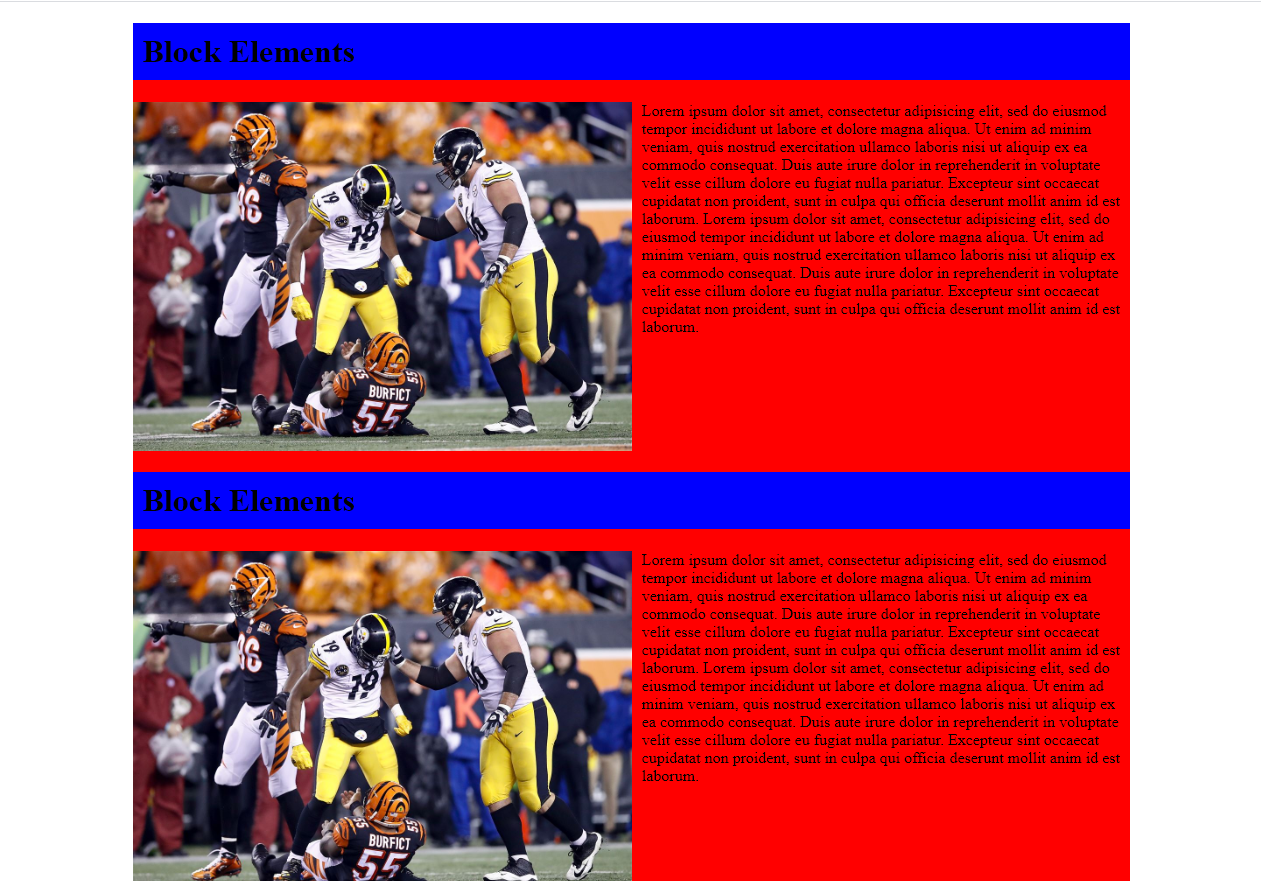 Block Elements
Lorem ipsum dolor sit amet, consectetur adipisicing elit, sed do eiusmod
tempor incididunt ut labore et dolore magna aliqua. Ut enim ad minim
veniam, quis nostrud exercitation ullamco laboris nisi ut aliquip ex ea
commodo consequat. Duis aute irure dolor in reprehenderit in voluptate
velit esse cillum dolore eu fugiat nulla pariatur. Excepteur sint occaecat
cupidatat non proident, sunt in culpa qui officia deserunt mollit anim id est
laborum. Lorem ipsum dolor sit amet, consectetur adipisicing elit, sed do
eiusmod tempor incididunt ut labore et dolore magna aliqua. Ut enim ad
minim veniam, quis nostrud exercitation ullamco laboris nisi ut aliquip ex
ea commodo consequat. Duis aute irure dolor in reprehenderit in voluptate
velit esse cillum dolore eu fugiat nulla pariatur. Excepteur sint occaecat
cupidatat non proident, sunt in culpa qui officia deserunt mollit anim id est
laborum.
19
19
K
BURFICT
55
Block Elements
Lorem ipsum dolor sit amet, consectetur adipisicing elit, sed do eiusmod
tempor incididunt ut labore et dolore magna aliqua. Ut enim ad minim
veniam, quis nostrud exercitation ullamco laboris nisi ut aliquip ex ea
commodo consequat. Duis aute irure dolor in reprehenderit in voluptate
velit esse cillum dolore eu fugiat nulla pariatur. Excepteur sint occaecat
cupidatat non proident, sunt in culpa qui officia deserunt mollit anim id est
laborum. Lorem ipsum dolor sit amet, consectetur adipisicing elit, sed do
eiusmod tempor incididunt ut labore et dolore magna aliqua. Ut enim ad
minim veniam, quis nostrud exercitation ullamco laboris nisi ut aliquip ex
ea commodo consequat. Duis aute irure dolor in reprehenderit in voluptate
velit esse cillum dolore eu fugiat nulla pariatur. Excepteur sint occaecat
cupidatat non proident, sunt in culpa qui officia deserunt mollit anim id est
laborum.
19
19
K
BURFICT
55